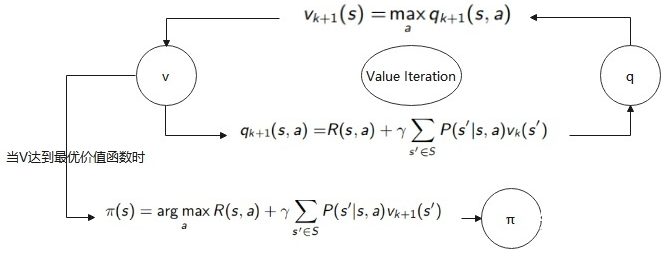 v_{k+1}(s) = max_a q_{k+1}(s, a)
v
Value Iteration
q
q_{k+1}(s, a) =R(s, a) + γ ∑_{s′∈S} P(s′|s, a)v_k(s′)
当V达到最优价值函数时
π(s) = arg max_a R(s, a) + γ ∑_{s′∈S} P(s′|s, a)v_{k+1}(s′)
π